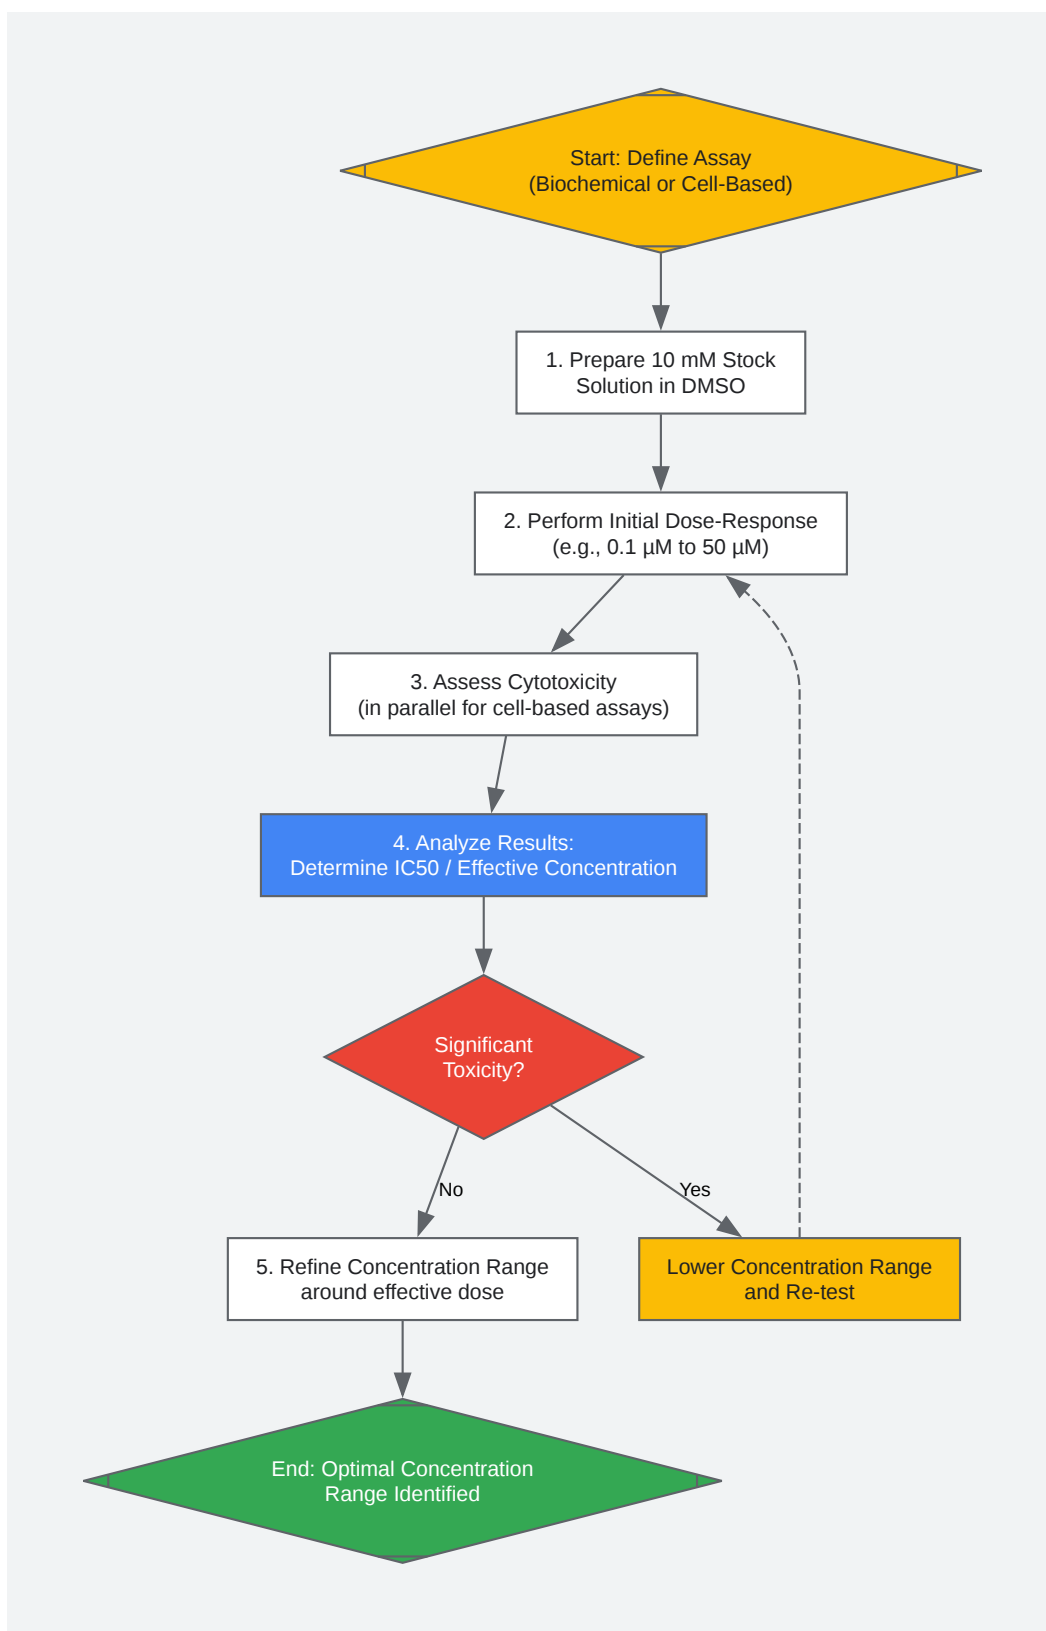 Start: Define Assay
(Biochemical or Cell-Based)
1. Prepare 10 mM Stock
Solution in DMSO
2. Perform Initial Dose-Response
(e.g., 0.1 µM to 50 µM)
3. Assess Cytotoxicity
(in parallel for cell-based assays)
4. Analyze Results:
Determine IC50 / Effective Concentration
Significant
Toxicity?
No
Yes
5. Refine Concentration Range
around effective dose
Lower Concentration Range
and Re-test
End: Optimal Concentration
Range Identified